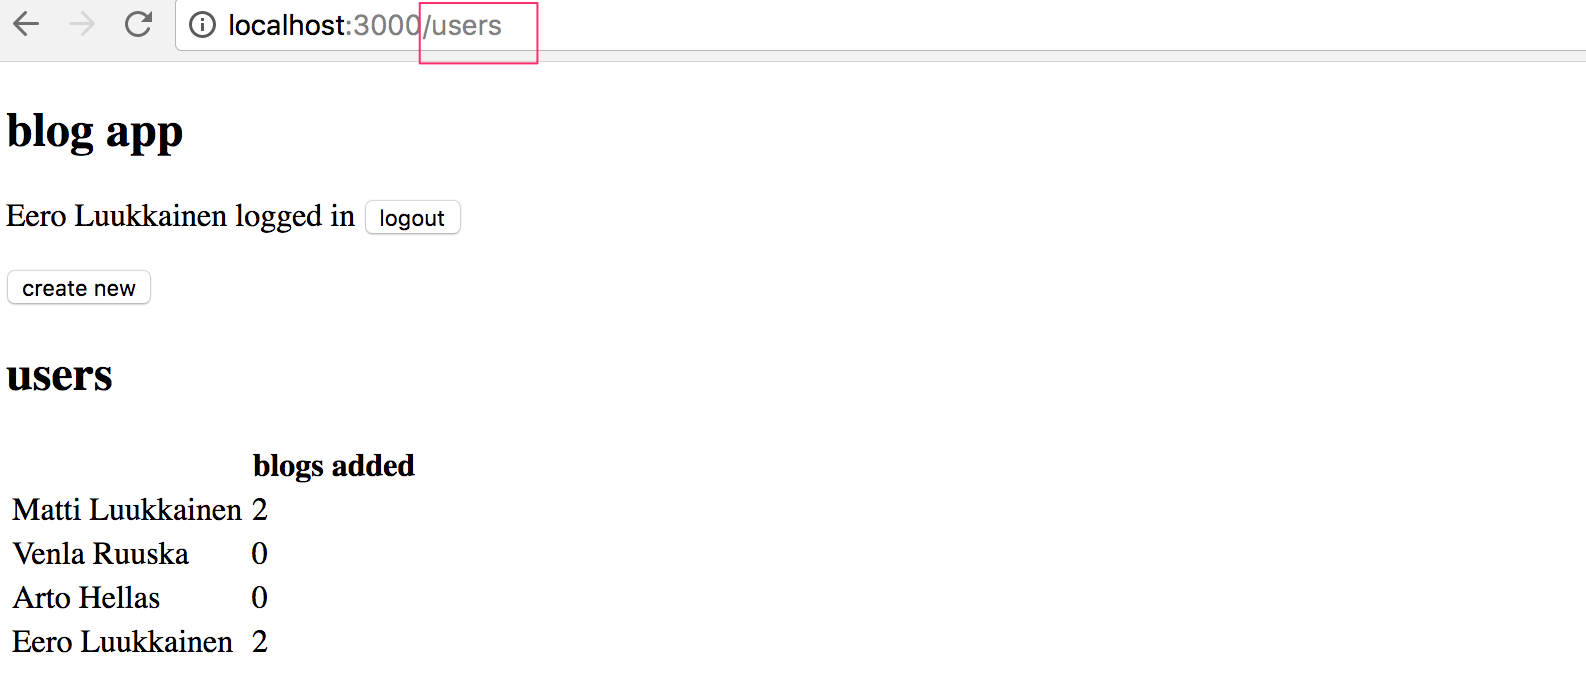 localhost:3000/users
blog app
Eero Luukkainen logged in logout
create new
users
blogs added
Matti Luukkainen 2
Venla Ruuska 0
Arto Hellas 0
Eero Luukkainen 2